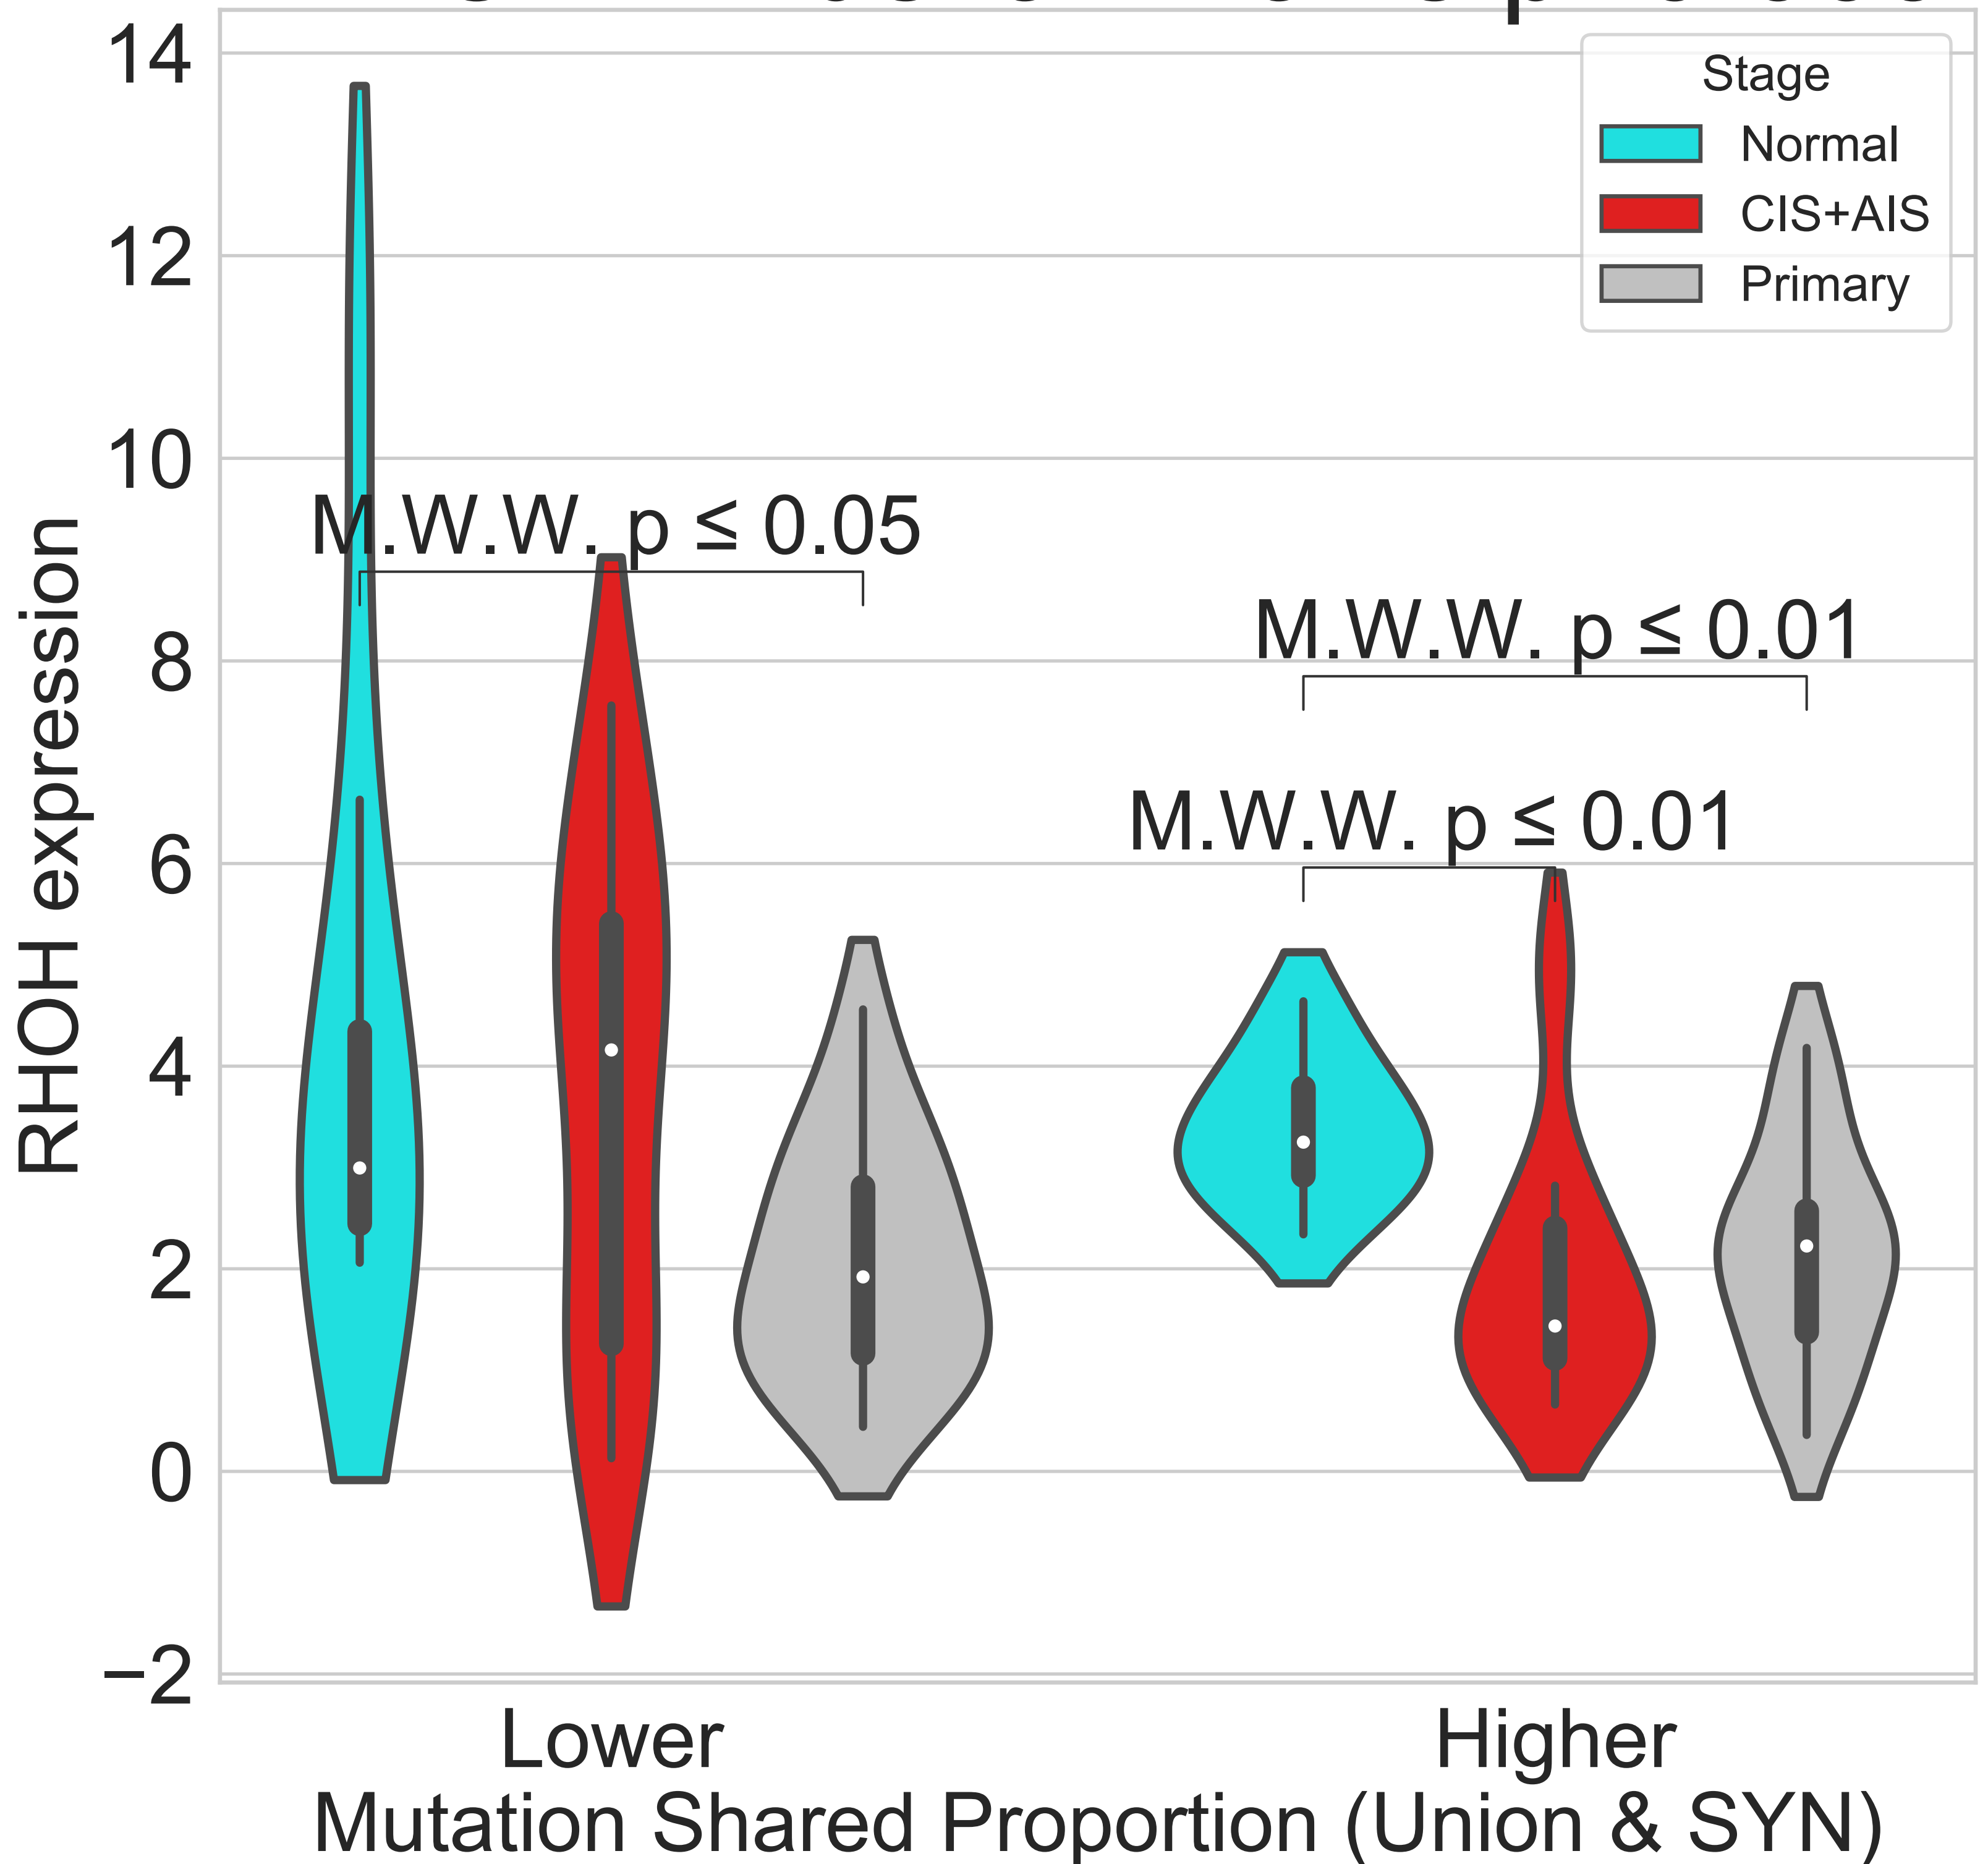 14
12
10
8
6
4
2
0
−2
RHOH expression
Stage
Normal
CIS+AIS
Primary
M.W.W. p ≤ 0.05
M.W.W. p ≤ 0.01
M.W.W. p ≤ 0.01
Lower
Higher
Mutation Shared Proportion (Union & SYN)